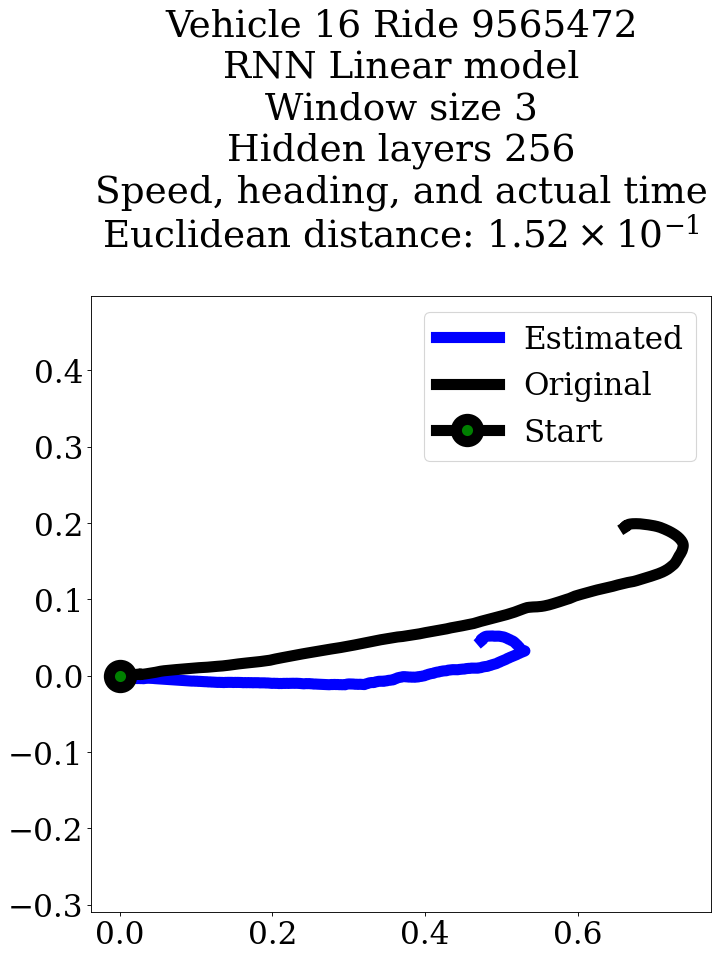 Vehicle 16 Ride 9565472
RNN Linear model
Window size 3
Hidden layers 256
Speed, heading, and actual time
Euclidean distance: 1.52 × 10⁻¹
Estimated
Original
Start
0.4
0.3
0.2
0.1
0.0
−0.1
−0.2
−0.3
0.0 0.2 0.4 0.6